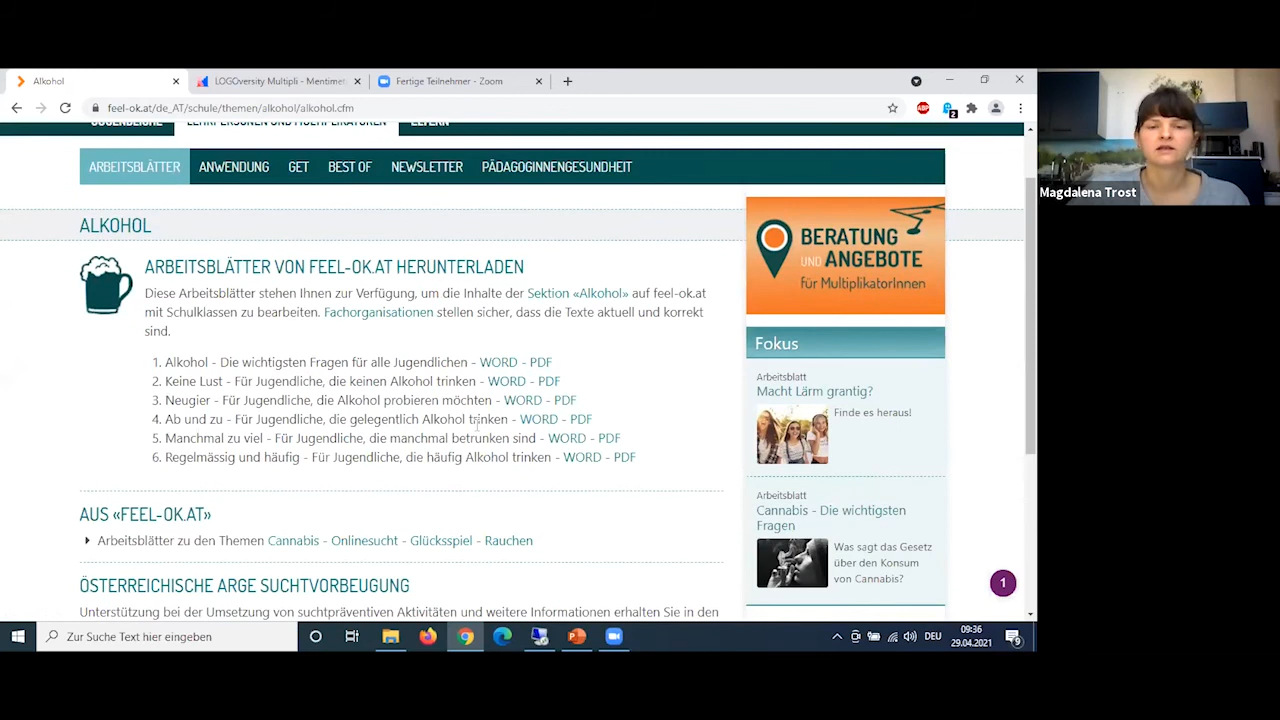 Alkohol
LOGOversity Multipli - Mentimet
Fertige Teilnehmer - Zoom
feel-ok.at/de_AT/schule/themen/alkohol/alkohol.cfm
ABP
2
JUGENDLICHE
LEHRPERSONEN UND MULTIPLIKATOREN
ELTERN
ARBEITSBLÄTTER
ANWENDUNG
GET
BEST OF
NEWSLETTER
PÄDAGOGINNENGESUNDHEIT
ALKOHOL
ARBEITSBLÄTTER VON FEEL-OK.AT HERUNTERLADEN
Diese Arbeitsblätter stehen Ihnen zur Verfügung, um die Inhalte der Sektion «Alkohol» auf feel-ok.at
mit Schulklassen zu bearbeiten. Fachorganisationen stellen sicher, dass die Texte aktuell und korrekt
sind.
1. Alkohol - Die wichtigsten Fragen für alle Jugendlichen - WORD - PDF
2. Keine Lust - Für Jugendliche, die keinen Alkohol trinken - WORD - PDF
3. Neugier - Für Jugendliche, die Alkohol probieren möchten - WORD - PDF
4. Ab und zu - Für Jugendliche, die gelegentlich Alkohol trinken - WORD - PDF
5. Manchmal zu viel - Für Jugendliche, die manchmal betrunken sind - WORD - PDF
6. Regelmässig und häufig - Für Jugendliche, die häufig Alkohol trinken - WORD - PDF
AUS «FEEL-OK.AT»
Arbeitsblätter zu den Themen Cannabis - Onlinesucht - Glücksspiel - Rauchen
ÖSTERREICHISCHE ARGE SUCHTVORBEUGUNG
Unterstützung bei der Umsetzung von suchtpräventiven Aktivitäten und weitere Informationen erhalten Sie in den
BERATUNG
UND ANGEBOTE
für MultiplikatorInnen
Fokus
Arbeitsblatt
Macht Lärm grantig?
Finde es heraus!
Arbeitsblatt
Cannabis - Die wichtigsten
Fragen
Was sagt das Gesetz
über den Konsum
von Cannabis?
1
Magdalena Trost
Zur Suche Text hier eingeben
DEU
09:36
29.04.2021
9